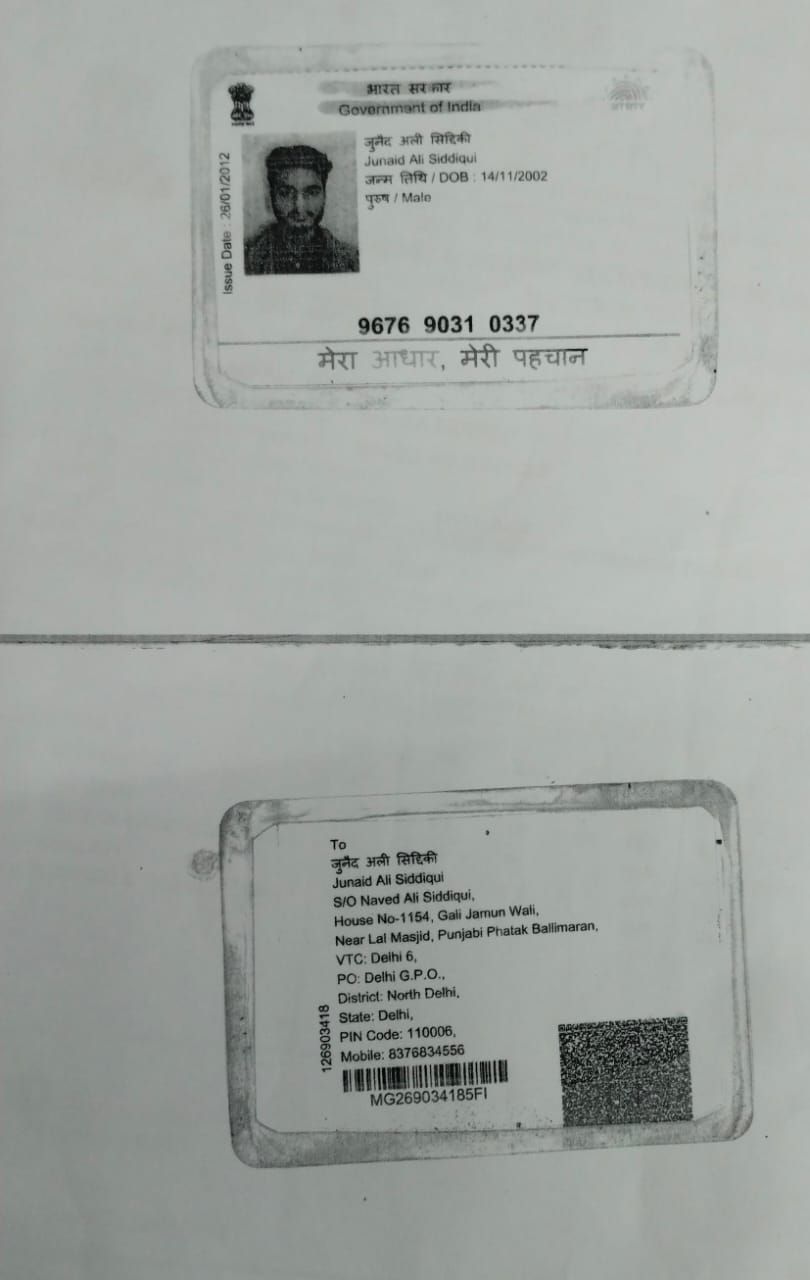 भारत सरकार
Government of India
Issue Date : 26/01/2012
जुनैद अली सिद्दिकी
Junaid Ali Siddiqui
जन्म तिथि / DOB : 14/11/2002
पुरुष / Male
9676 9031 0337
मेरा आधार, मेरी पहचान
To
जुनैद अली सिद्दिकी
Junaid Ali Siddiqui
S/O Naved Ali Siddiqui,
House No-1154, Gali Jamun Wali,
Near Lal Masjid, Punjabi Phatak Ballimaran,
VTC: Delhi 6,
PO: Delhi G.P.O.,
District: North Delhi,
State: Delhi,
PIN Code: 110006,
Mobile: 8376834556
126903418
MG269034185FI